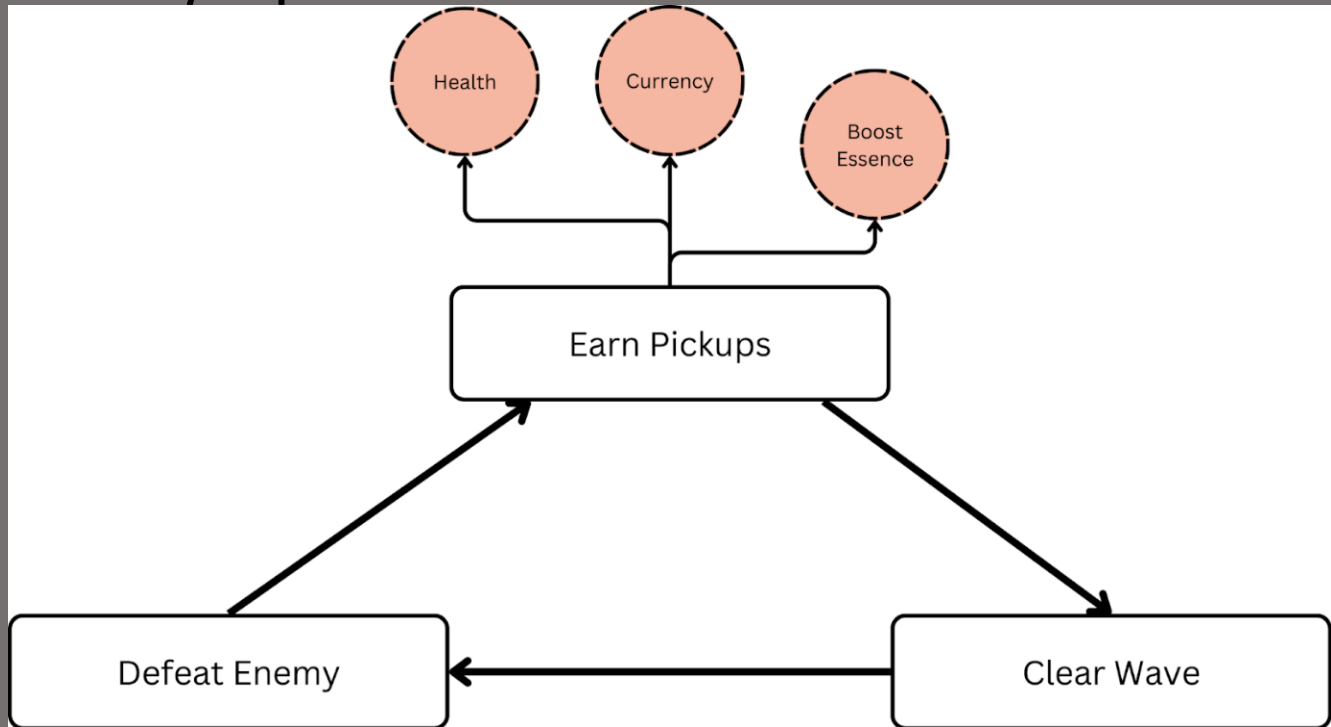 Health
Currency
Boost
Essence
Earn Pickups
Defeat Enemy
Clear Wave